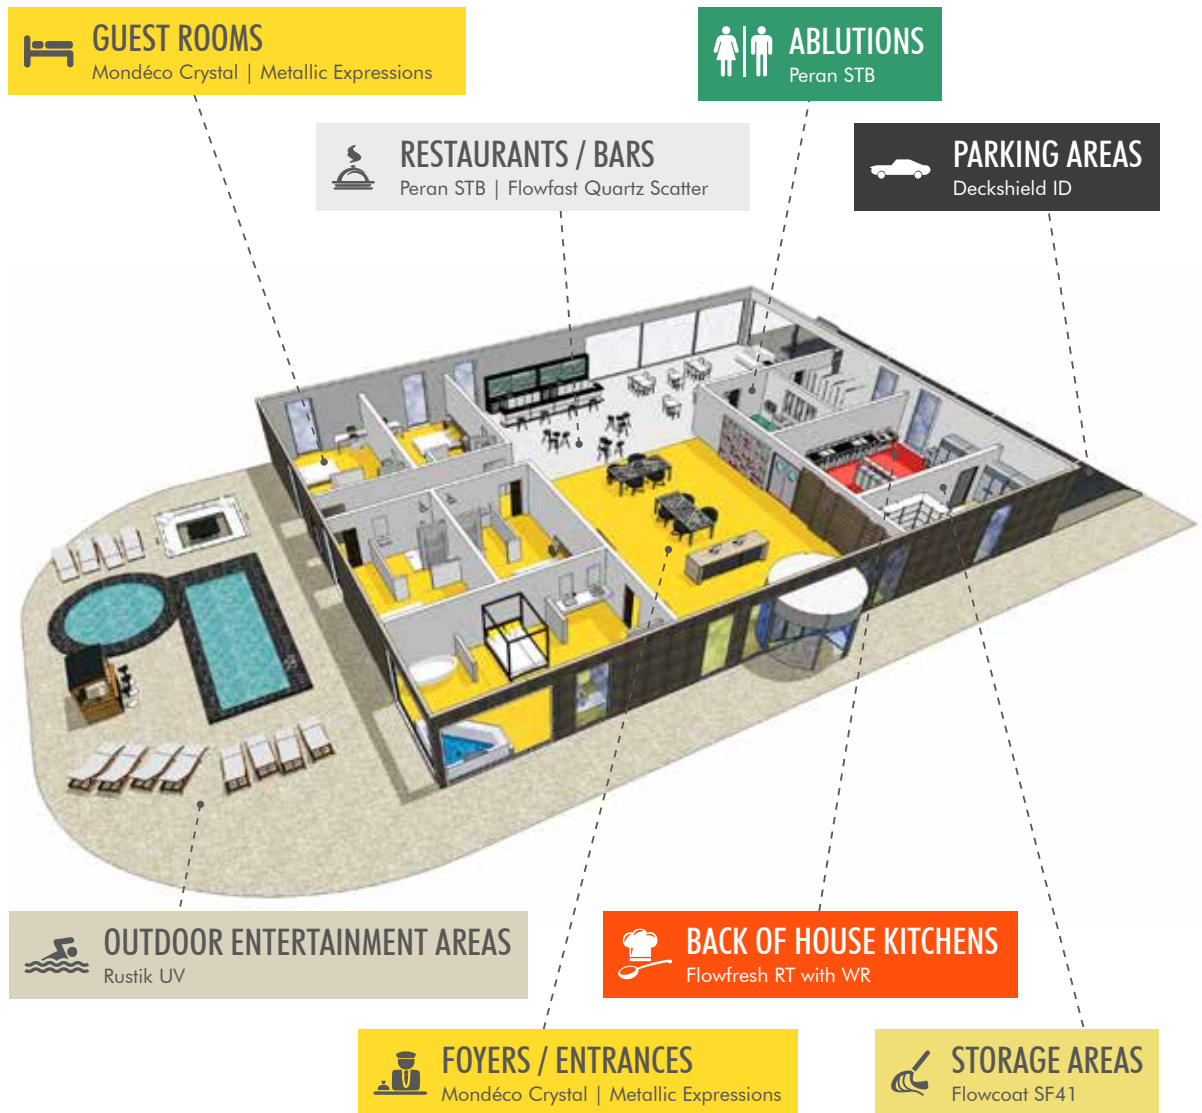 GUEST ROOMS
Mondéco Crystal | Metallic Expressions
ABLUTIONS
Peran STB
RESTAURANTS / BARS
Peran STB | Flowfast Quartz Scatter
PARKING AREAS
Deckshield ID
OUTDOOR ENTERTAINMENT AREAS
Rustik UV
BACK OF HOUSE KITCHENS
Flowfresh RT with WR
FOYERS / ENTRANCES
Mondéco Crystal | Metallic Expressions
STORAGE AREAS
Flowcoat SF41